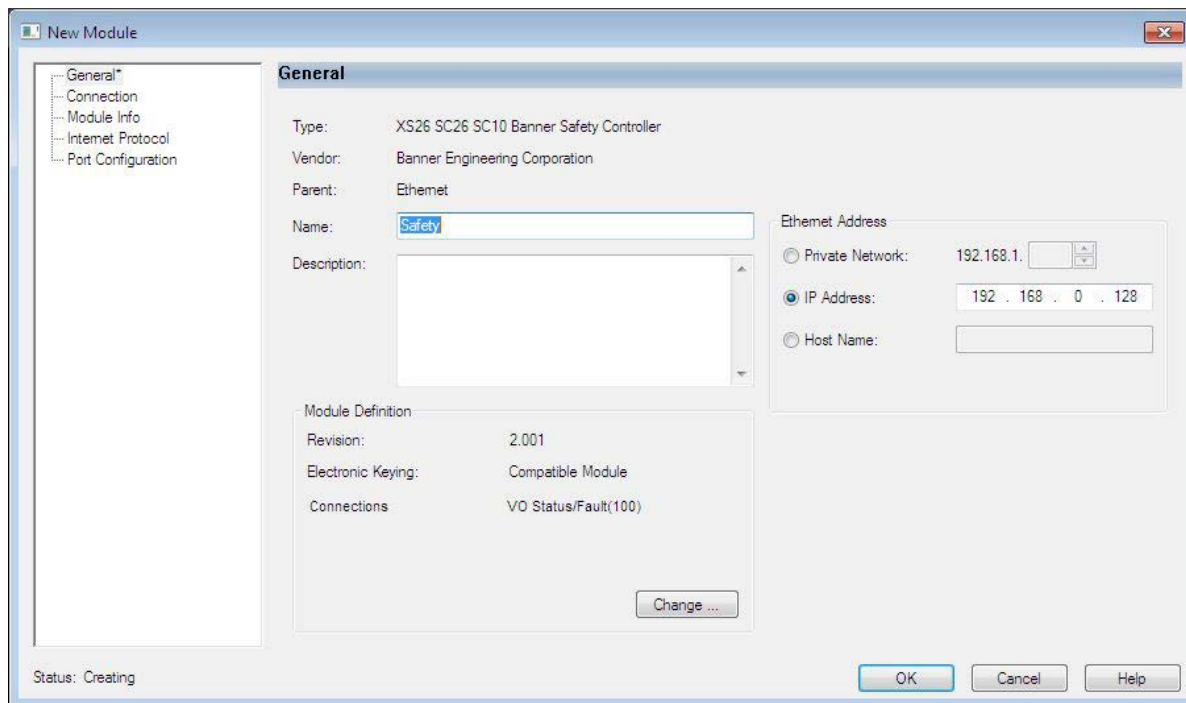 New Module
General*
Connection
Module Info
Internet Protocol
Port Configuration
General
Type: XS26 SC26 SC10 Banner Safety Controller
Vendor: Banner Engineering Corporation
Parent: Ethernet
Name: Safety
Description:
Ethernet Address
Private Network: 192.168.1.
IP Address: 192 . 168 . 0 . 128
Host Name:
Module Definition
Revision: 2.001
Electronic Keying: Compatible Module
Connections VO Status/Fault(100)
Change ...
Status: Creating
OK Cancel Help